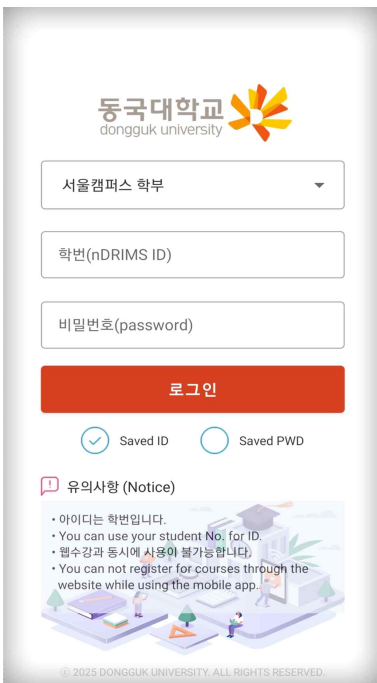 동국대학교
dongguk university
서울캠퍼스 학부
학번(nDRIMS ID)
비밀번호(password)
로그인
Saved ID
Saved PWD
유의사항 (Notice)
• 아이디는 학번입니다.
• You can use your student No. for ID.
• 웹수강과 동시에 사용이 불가능합니다.
• You can not register for courses through the
website while using the mobile app.
ⓒ 2025 DONGGUK UNIVERSITY. ALL RIGHTS RESERVED.